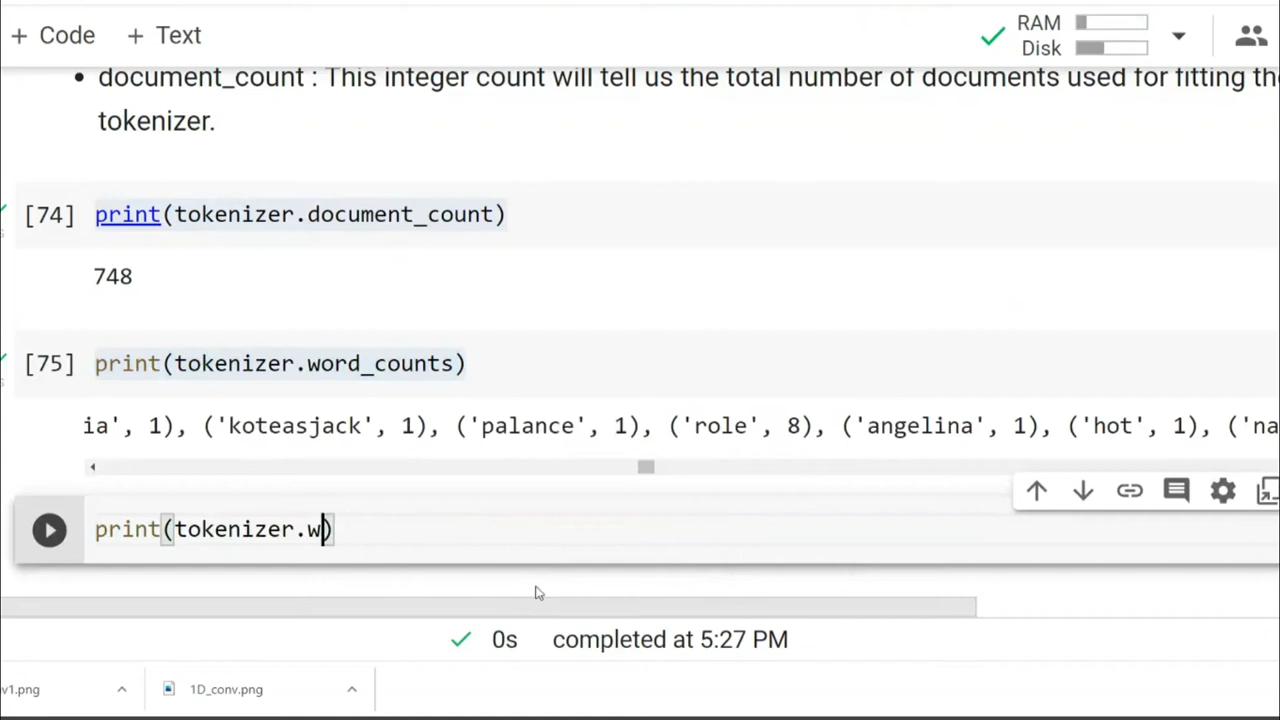 + Code + Text
RAM
Disk
• document_count : This integer count will tell us the total number of documents used for fitting the
tokenizer.
[74] print(tokenizer.document_count)
748
[75] print(tokenizer.word_counts)
ia', 1), ('koteasjack', 1), ('palance', 1), ('role', 8), ('angelina', 1), ('hot', 1), ('na
print(tokenizer.w)
0s completed at 5:27 PM
v1.png 1D_conv.png